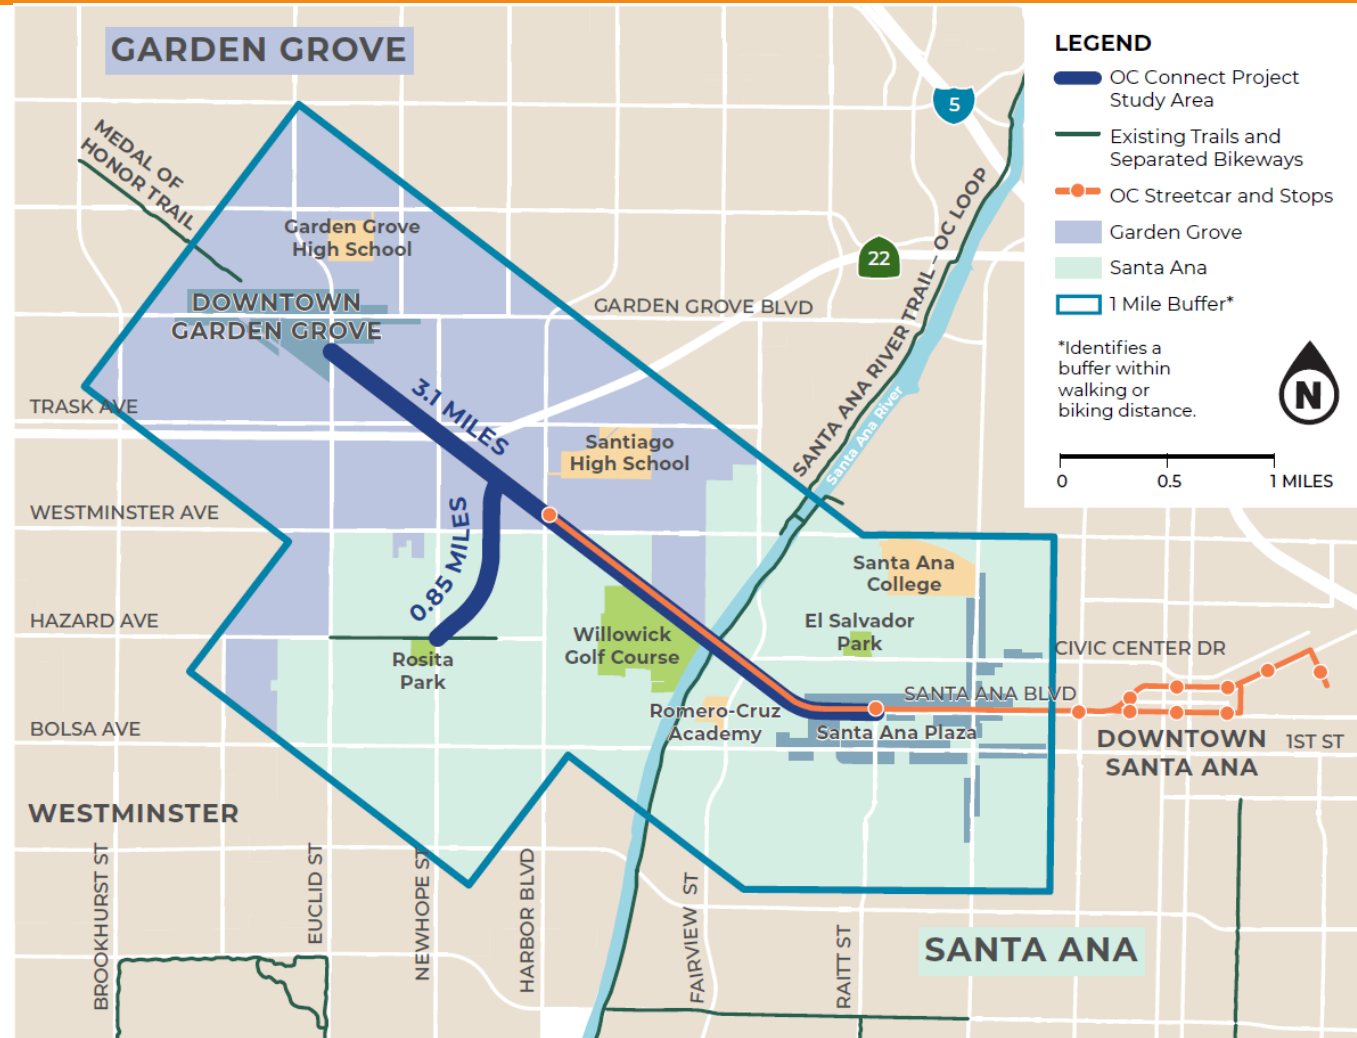 GARDEN GROVE
MEDAL OF
HONOR TRAIL
Garden Grove
High School
DOWNTOWN
GARDEN GROVE
GARDEN GROVE BLVD
5
22
SANTA ANA RIVER TRAIL – OC LOOP
Santa Ana River
TRASK AVE
3.1 MILES
Santiago
High School
WESTMINSTER AVE
0.85 MILES
Santa Ana
College
HAZARD AVE
El Salvador
Park
Willowick
Golf Course
Rosita
Park
CIVIC CENTER DR
SANTA ANA BLVD
Romero-Cruz
Academy
Santa Ana Plaza
BOLSA AVE
DOWNTOWN
SANTA ANA
1ST ST
WESTMINSTER
BROOKHURST ST
EUCLID ST
NEWHOPE ST
HARBOR BLVD
FAIRVIEW ST
RAITT ST
SANTA ANA
LEGEND
OC Connect Project
Study Area
Existing Trails and
Separated Bikeways
OC Streetcar and Stops
Garden Grove
Santa Ana
1 Mile Buffer*
*Identifies a
buffer within
walking or
biking distance.
N
0 0.5 1 MILES